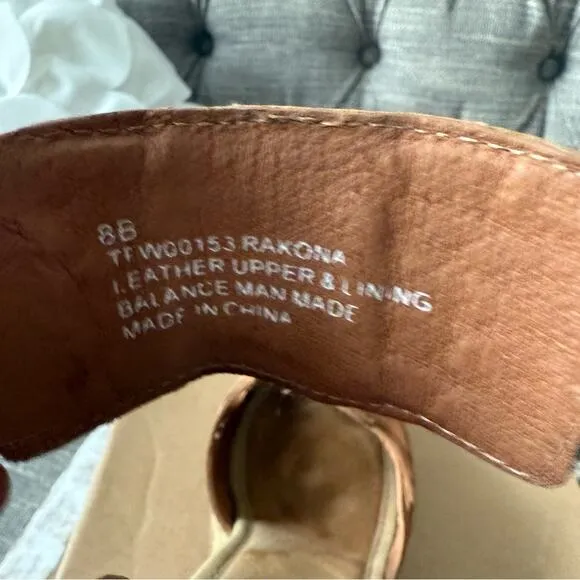 8B
TFW00153 RAKONA
LEATHER UPPER & LINING
BALANCE MAN MADE
MADE IN CHINA